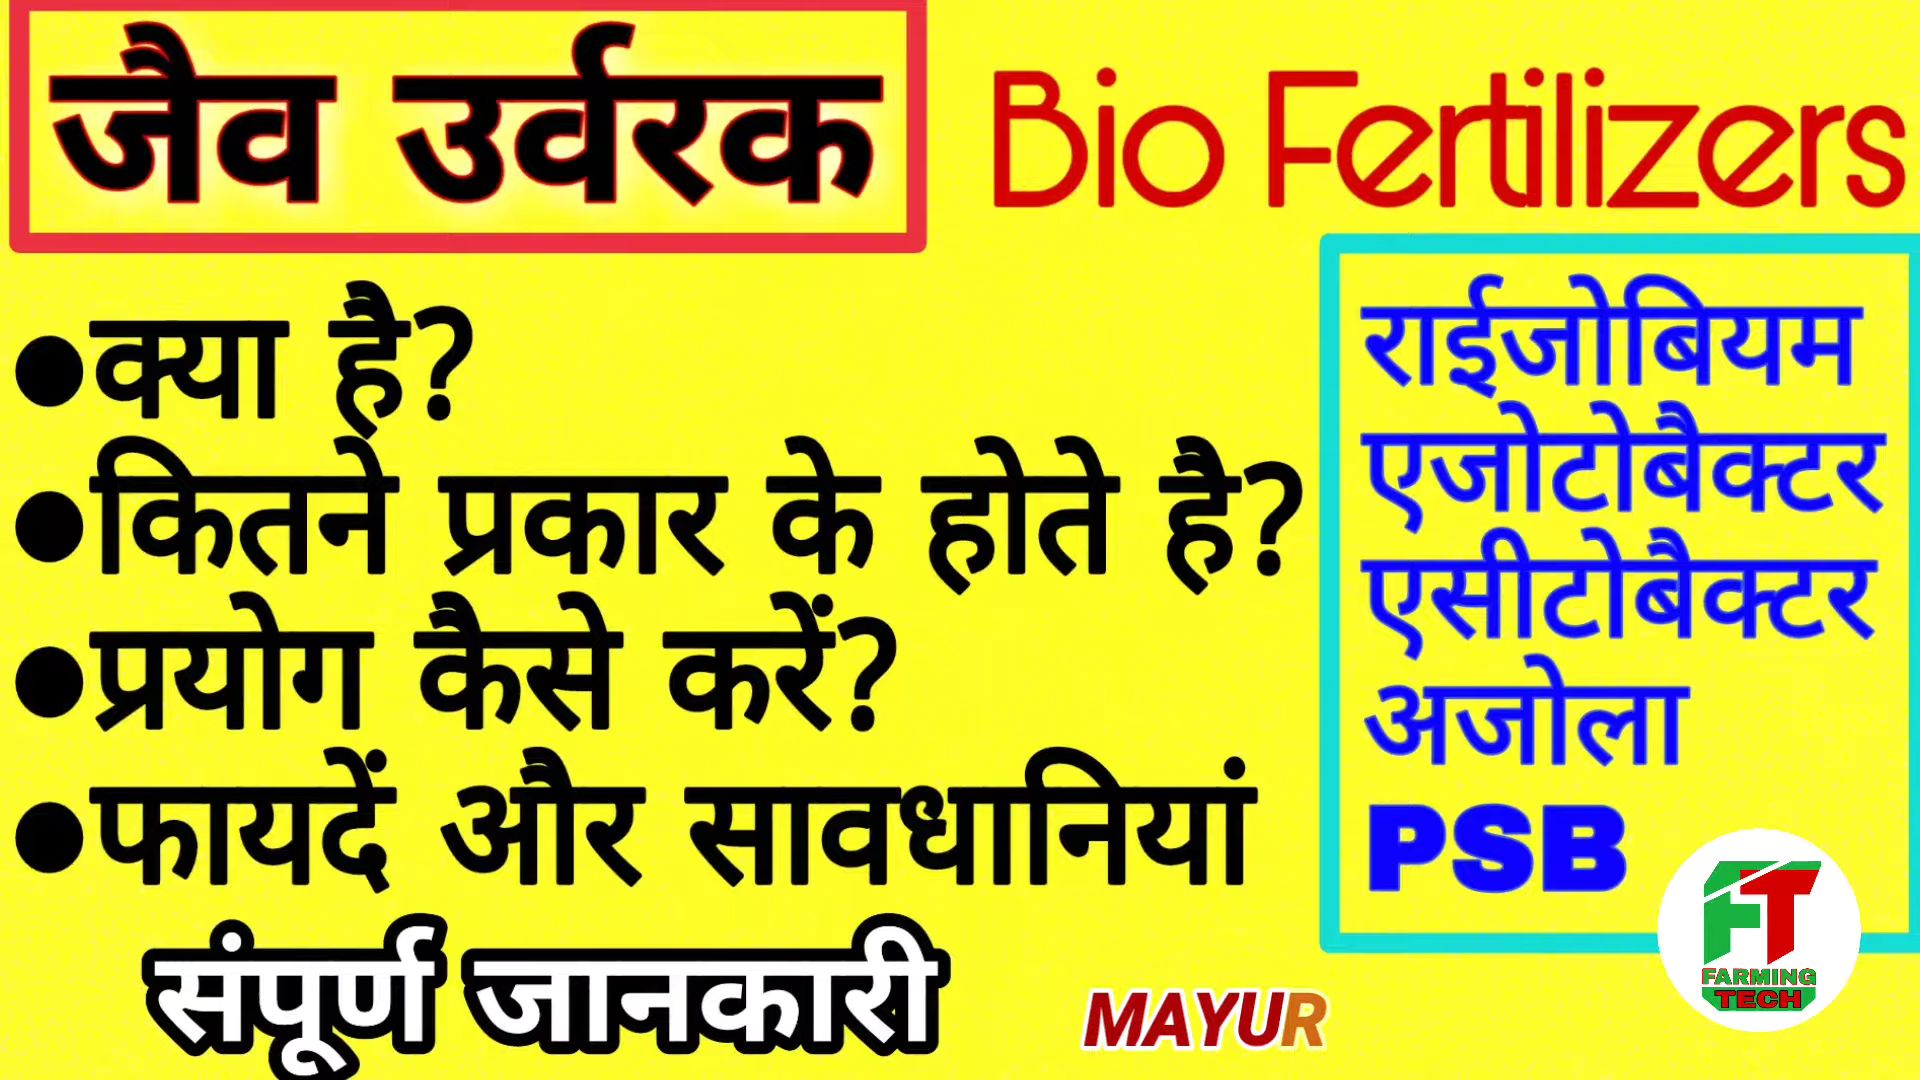 जैव उर्वरक
Bio Fertilizers
•क्या है?
•कितने प्रकार के होते है?
•प्रयोग कैसे करें?
•फायदें और सावधानियां
संपूर्ण जानकारी
राईजोबियम
एजोटोबैक्टर
एसीटोबैक्टर
अजोला
PSB
MAYUR
FT
FARMING
TECH